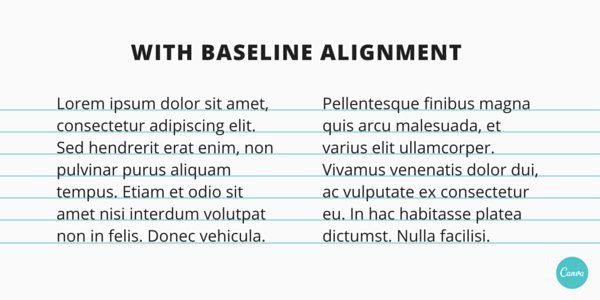 WITH BASELINE ALIGNMENT
Lorem ipsum dolor sit amet,
consectetur adipiscing elit.
Sed hendrerit erat enim, non
pulvinar purus aliquam
tempus. Etiam et odio sit
amet nisi interdum volutpat
non in felis. Donec vehicula.
Pellentesque finibus magna
quis arcu malesuada, et
varius elit ullamcorper.
Vivamus venenatis dolor dui,
ac vulputate ex consectetur
eu. In hac habitasse platea
dictumst. Nulla facilisi.
Canva